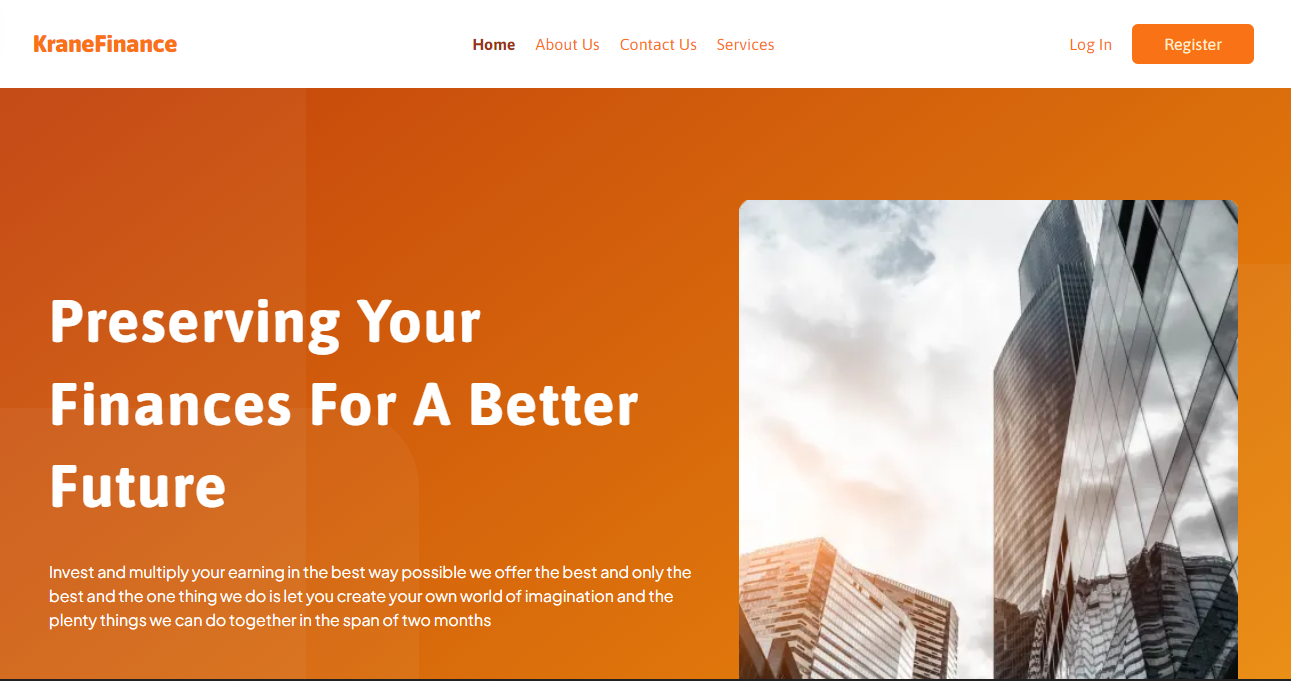 KraneFinance
Home About Us Contact Us Services
Log In Register
Preserving Your
Finances For A Better
Future
Invest and multiply your earning in the best way possible we offer the best and only the
best and the one thing we do is let you create your own world of imagination and the
plenty things we can do together in the span of two months